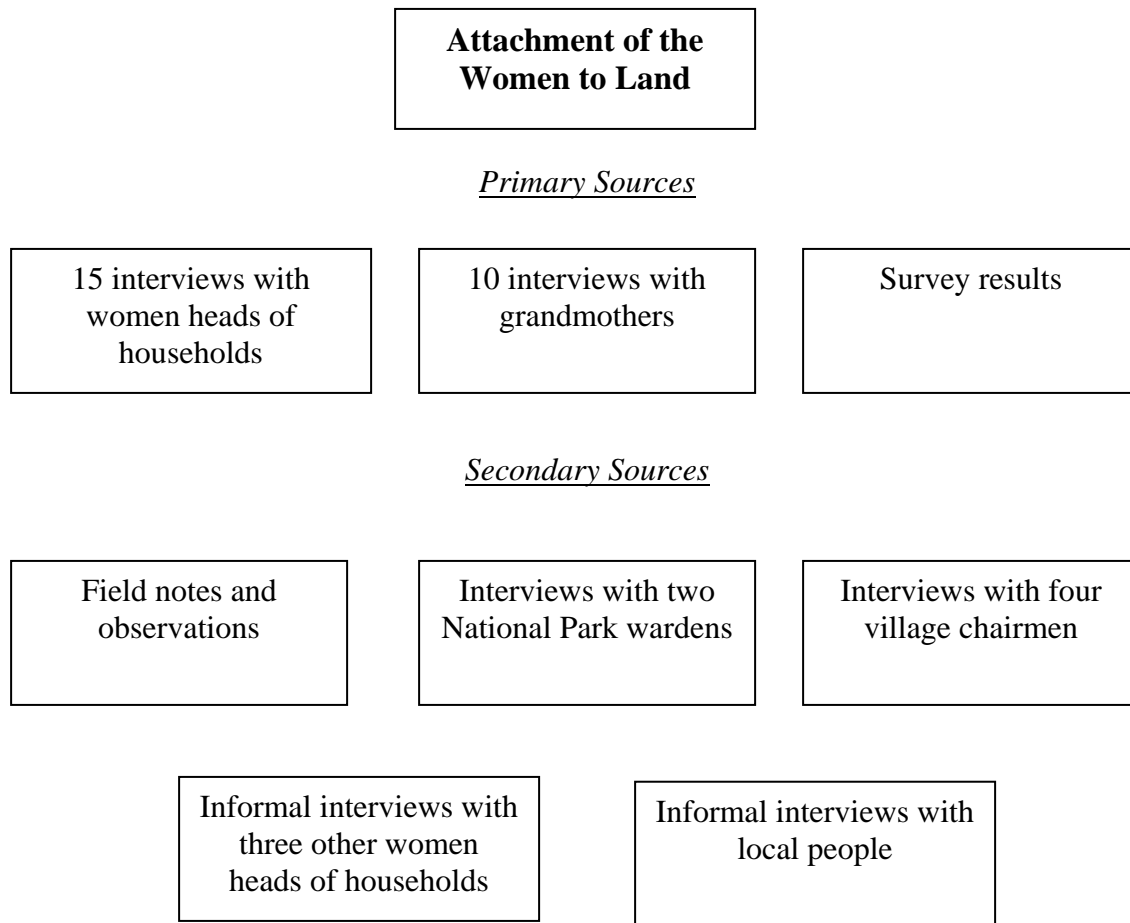 Attachment of the
Women to Land
Primary Sources
15 interviews with
women heads of
households
10 interviews with
grandmothers
Survey results
Secondary Sources
Field notes and
observations
Interviews with two
National Park wardens
Interviews with four
village chairmen
Informal interviews with
three other women
heads of households
Informal interviews with
local people